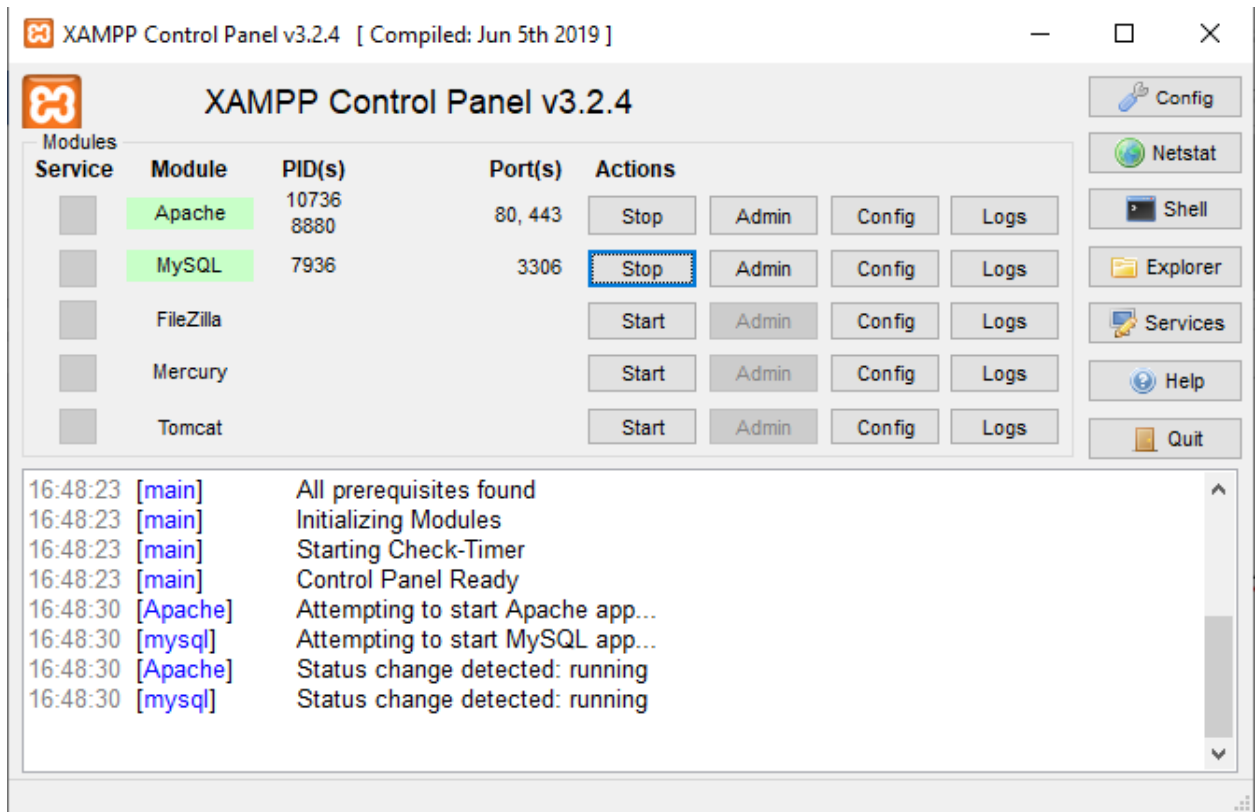 XAMPP Control Panel v3.2.4 [ Compiled: Jun 5th 2019 ]
XAMPP Control Panel v3.2.4
Config
Modules
Service Module PID(s) Port(s) Actions
Netstat
Apache 10736 8880 80, 443 Stop Admin Config Logs
Shell
MySQL 7936 3306 Stop Admin Config Logs
Explorer
FileZilla Start Admin Config Logs
Services
Mercury Start Admin Config Logs
Help
Tomcat Start Admin Config Logs
Quit
16:48:23 [main] All prerequisites found
16:48:23 [main] Initializing Modules
16:48:23 [main] Starting Check-Timer
16:48:23 [main] Control Panel Ready
16:48:30 [Apache] Attempting to start Apache app...
16:48:30 [mysql] Attempting to start MySQL app...
16:48:30 [Apache] Status change detected: running
16:48:30 [mysql] Status change detected: running